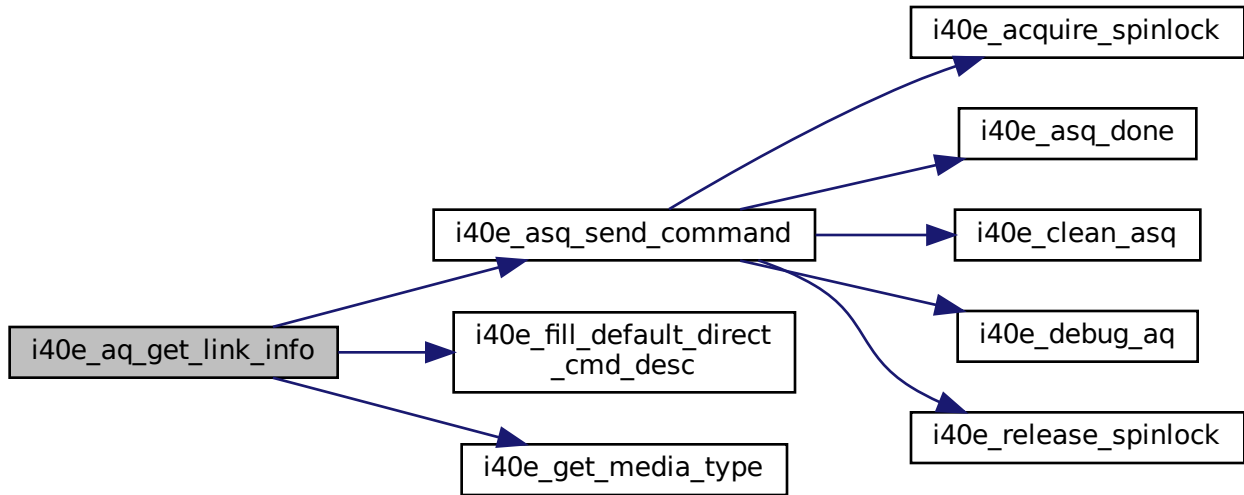 i40e_acquire_spinlock
i40e_asq_done
i40e_asq_send_command
i40e_clean_asq
i40e_aq_get_link_info
i40e_fill_default_direct
_cmd_desc
i40e_debug_aq
i40e_get_media_type
i40e_release_spinlock